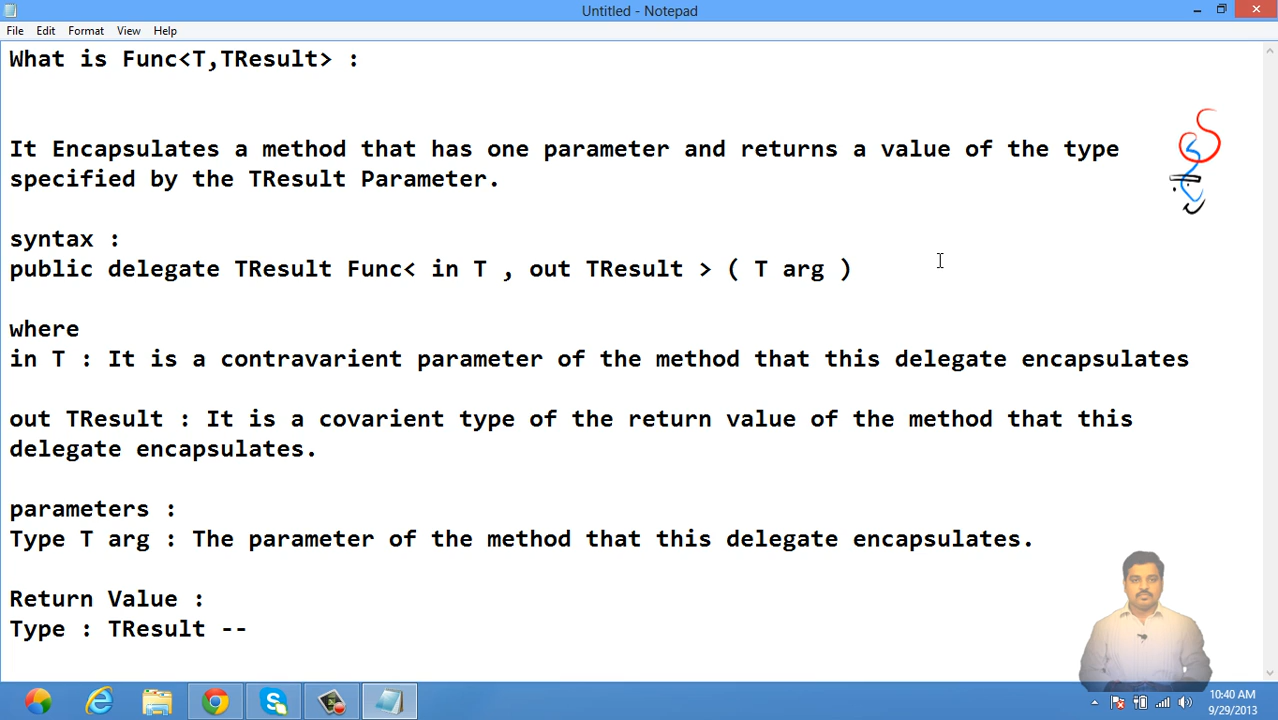 Untitled - Notepad
File Edit Format View Help
What is Func<T,TResult> :
It Encapsulates a method that has one parameter and returns a value of the type
specified by the TResult Parameter.
syntax :
public delegate TResult Func< in T , out TResult > ( T arg )
where
in T : It is a contravarient parameter of the method that this delegate encapsulates
out TResult : It is a covarient type of the return value of the method that this
delegate encapsulates.
parameters :
Type T arg : The parameter of the method that this delegate encapsulates.
Return Value :
Type : TResult --
10:40 AM
9/29/2013